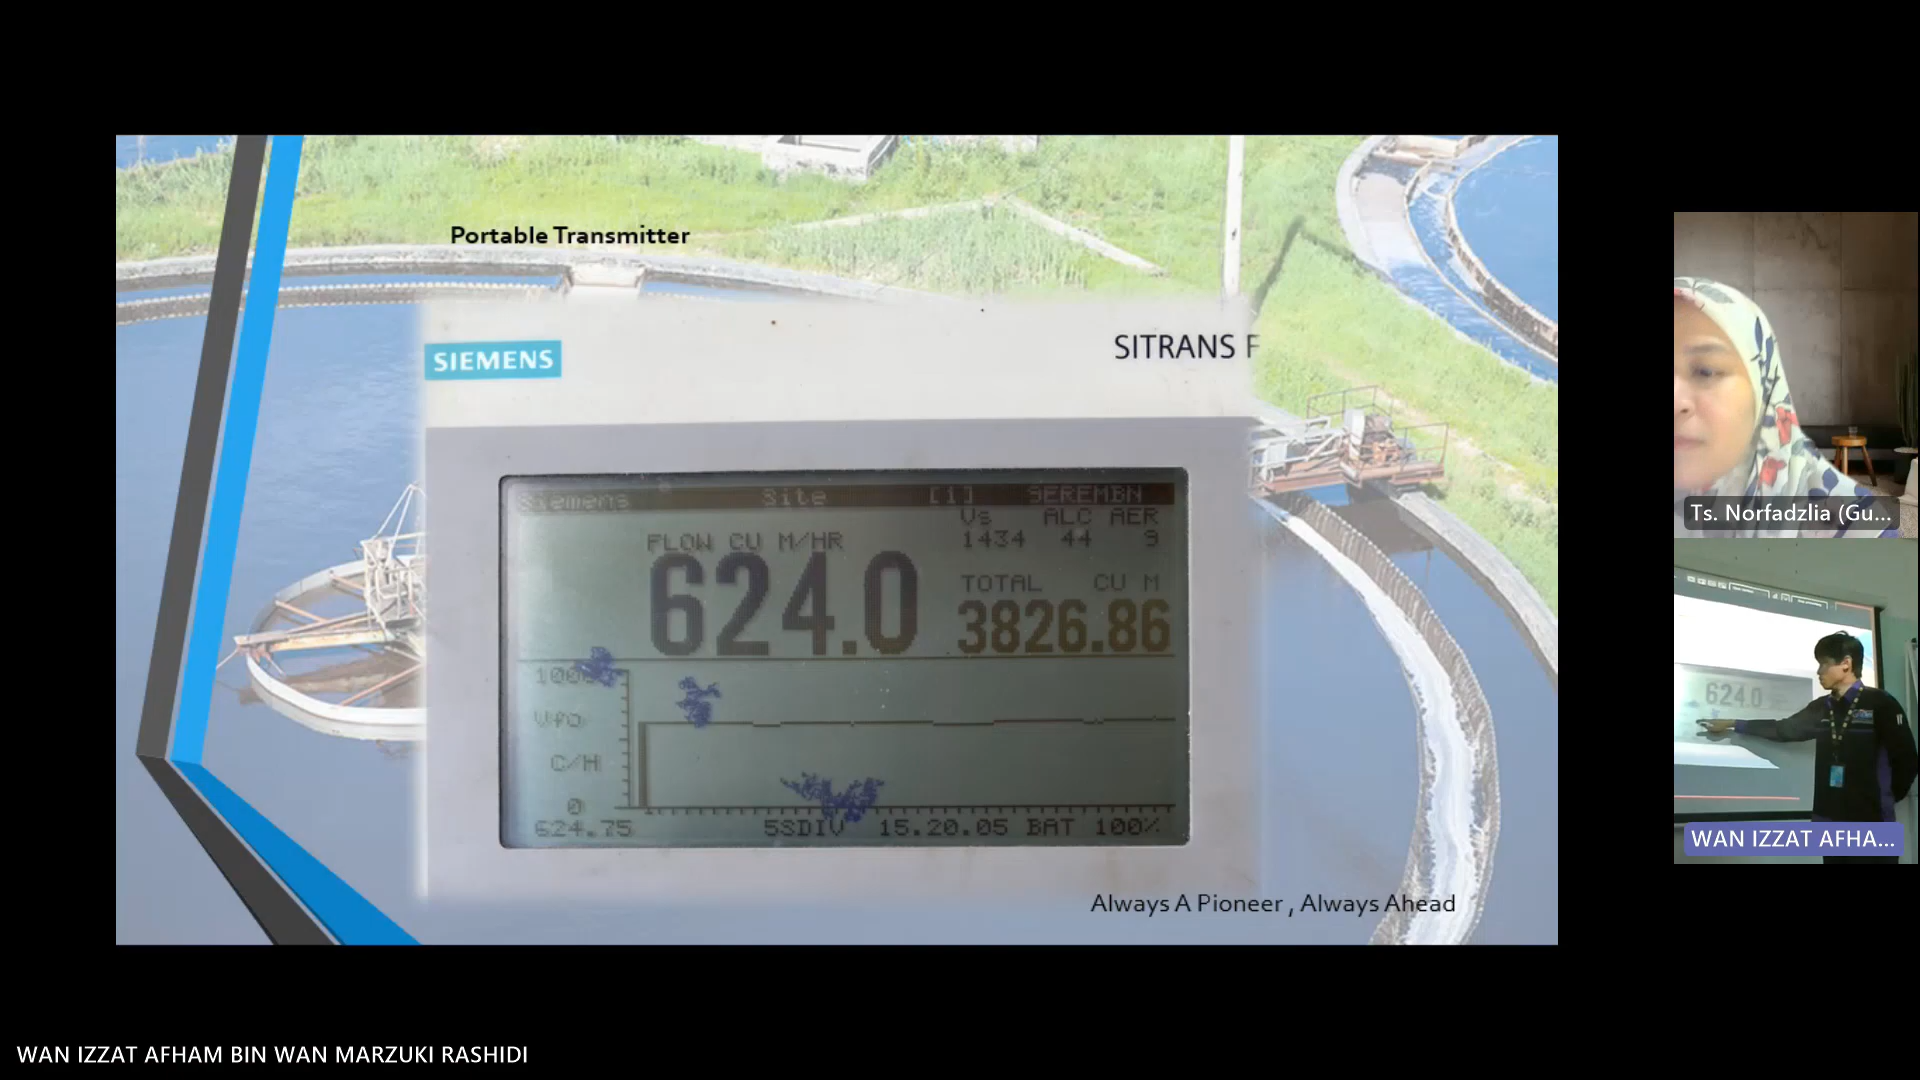 Portable Transmitter
SIEMENS
SITRANS F
Siemens Site [1] SEREMBN
Vs ALC AER
FLOW CU M/HR
1434 44 9
624.0
TOTAL CU M
3826.86
C/H
0
624.75 5SDIV 15.20.05 BAT 100%
Always A Pioneer , Always Ahead
Ts. Norfadzlia (Gu...
624.0
WAN IZZAT AFHA...
WAN IZZAT AFHAM BIN WAN MARZUKI RASHIDI